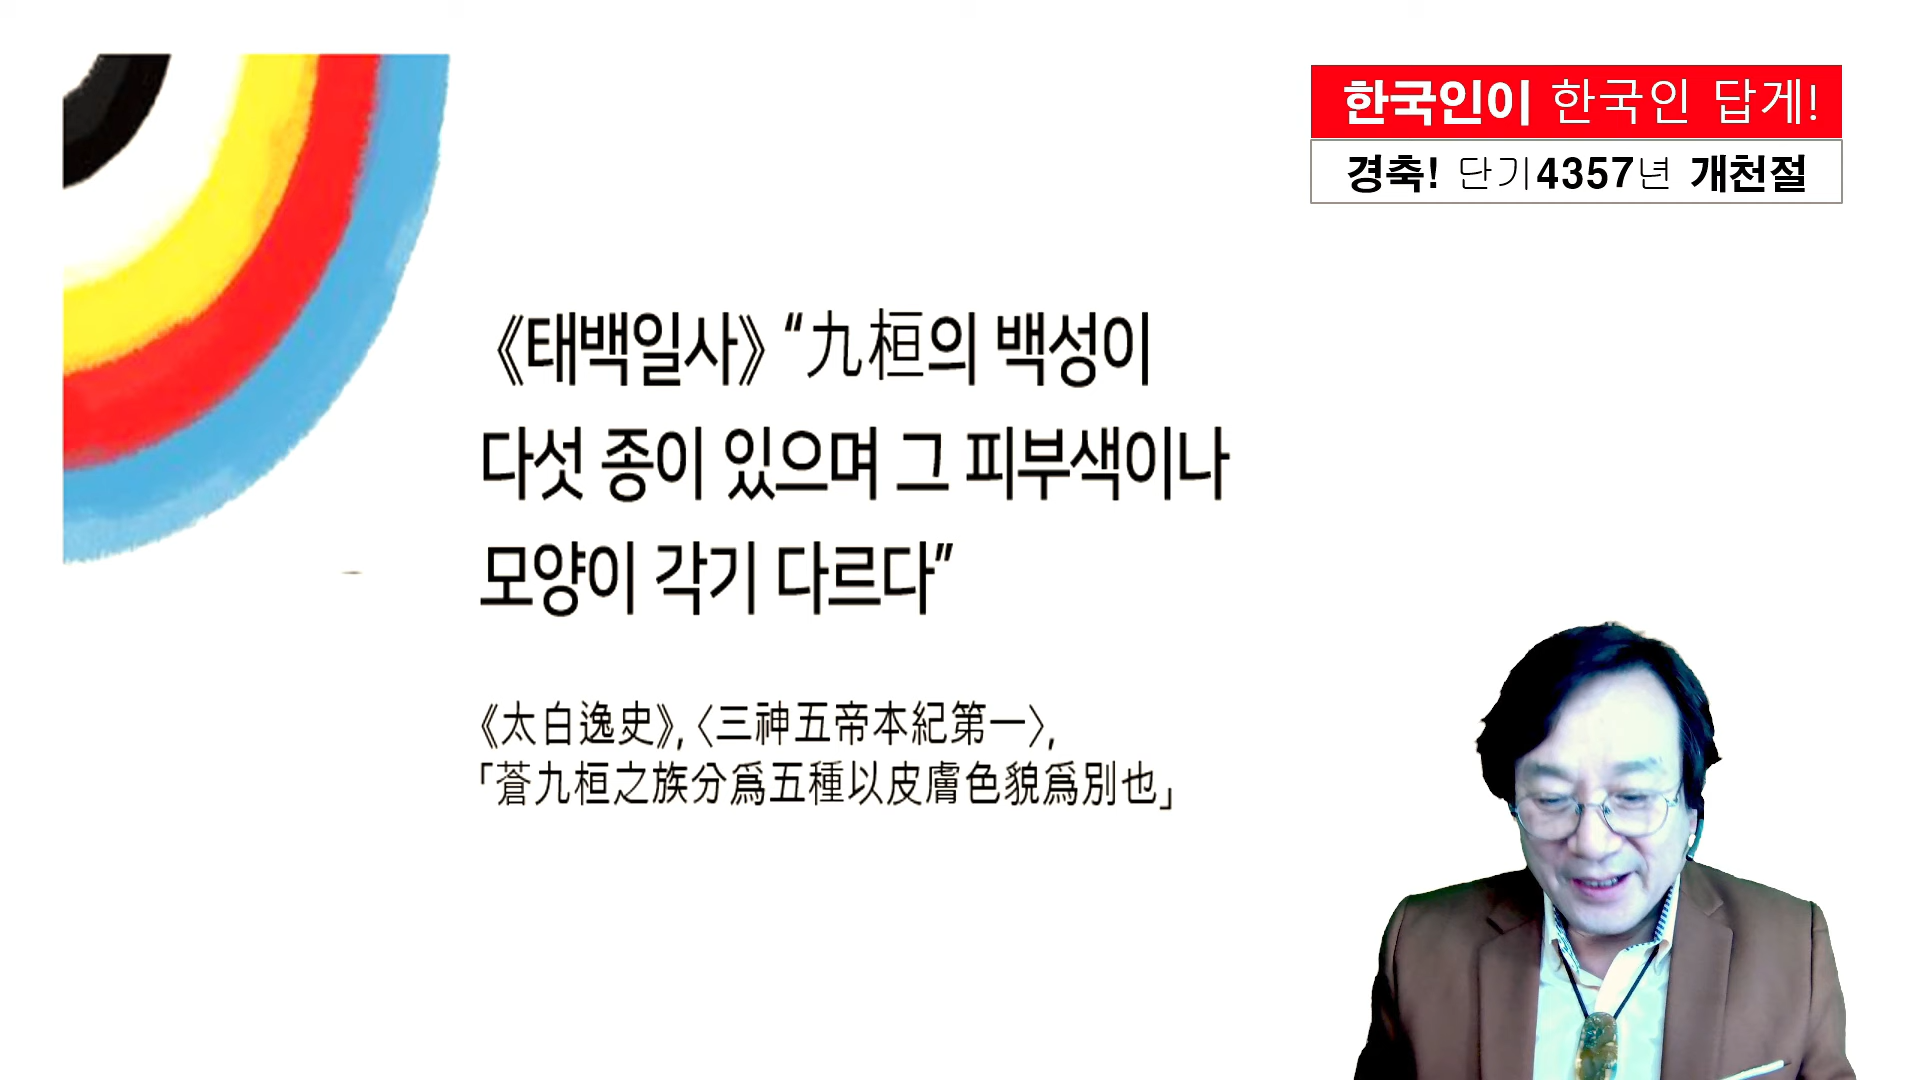 한국인이 한국인 답게!
경축! 단기4357년 개천절
《태백일사》 “九桓의 백성이
다섯 종이 있으며 그 피부색이나
모양이 각기 다르다”
《太白逸史》, 〈三神五帝本紀第一〉,
「蒼九桓之族分爲五種以皮膚色貌爲別也」